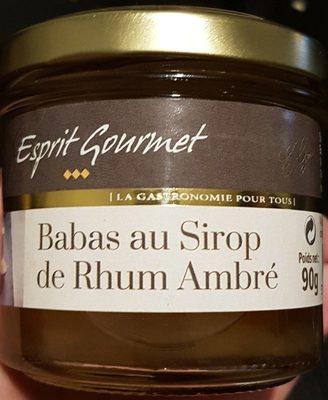 Esprit Gourmet
| LA GASTRONOMIE POUR TOUS |
Babas au Sirop
de Rhum Ambré
Poids net :
90g